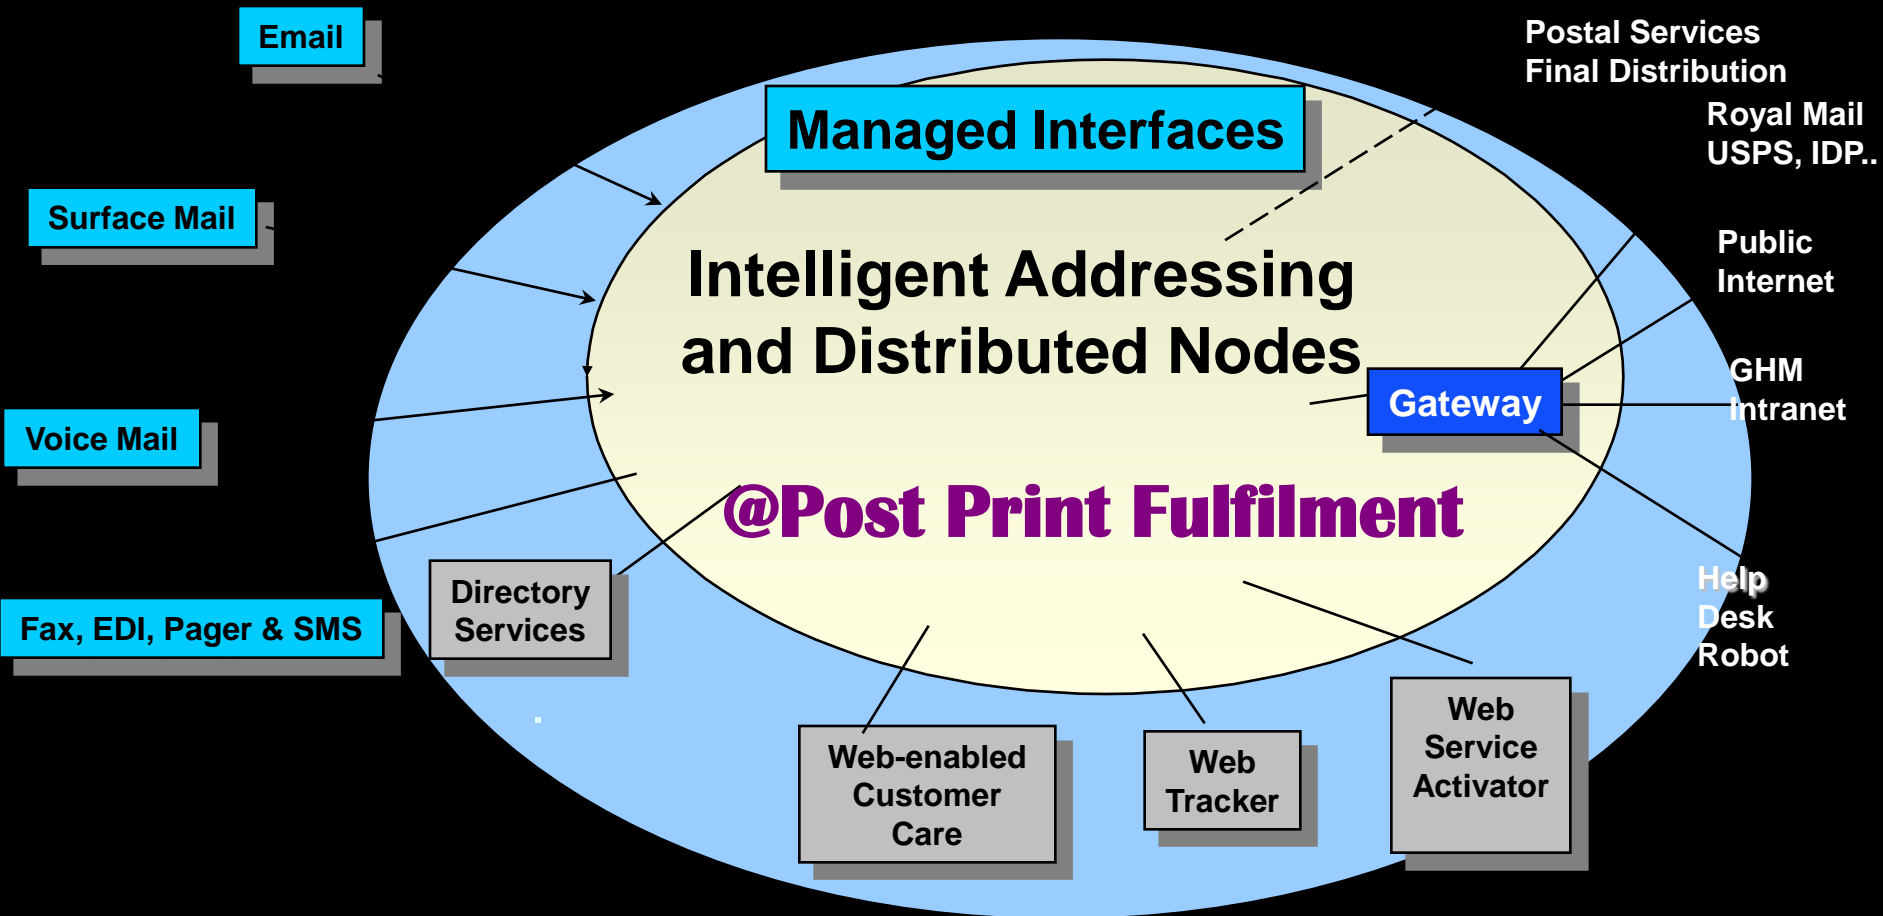 Email
Postal Services
Final Distribution
Managed Interfaces
Royal Mail
USPS, IDP..
Surface Mail
Public
Internet
Intelligent Addressing
and Distributed Nodes
GHM
Intranet
Gateway
Voice Mail
@Post Print Fulfilment
Directory
Services
Fax, EDI, Pager & SMS
Help
Desk
Robot
Web-enabled
Customer
Care
Web
Tracker
Web
Service
Activator